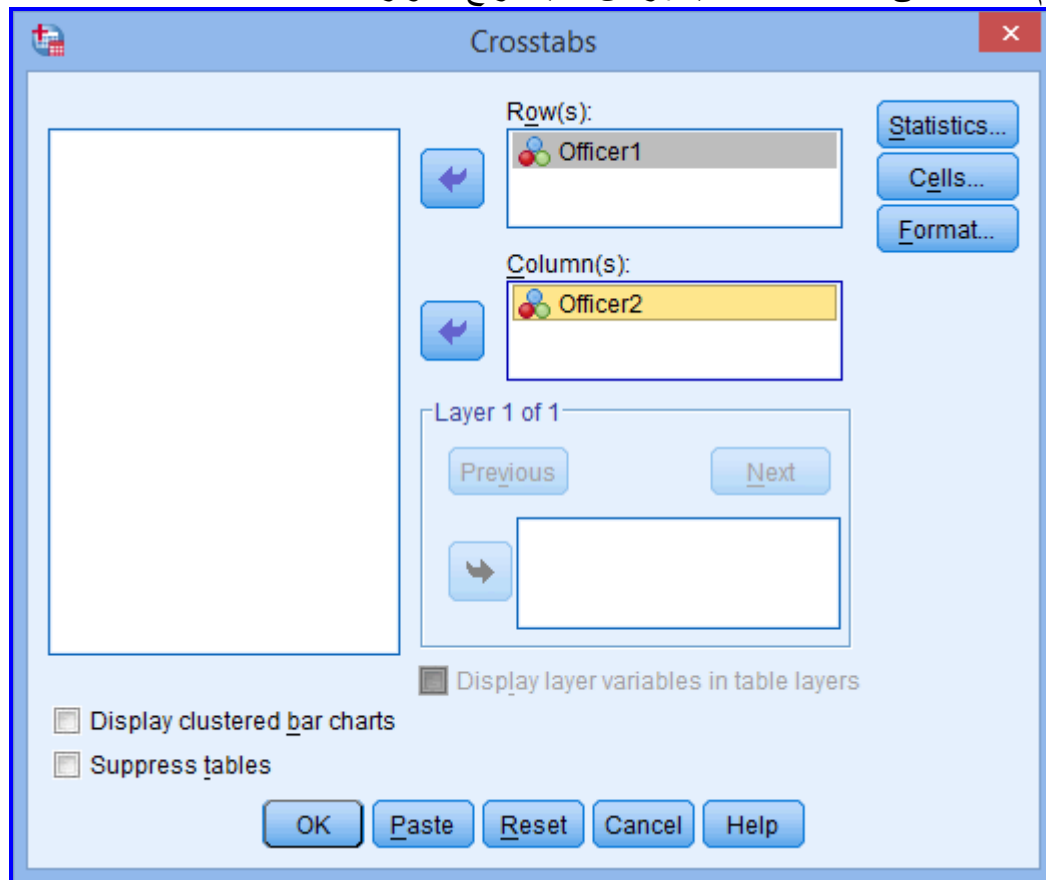 Crosstabs
Row(s):
Officer1
Column(s):
Officer2
Statistics...
Cells...
Format...
Layer 1 of 1
Previous
Next
Display layer variables in table layers
Display clustered bar charts
Suppress tables
OK
Paste
Reset
Cancel
Help